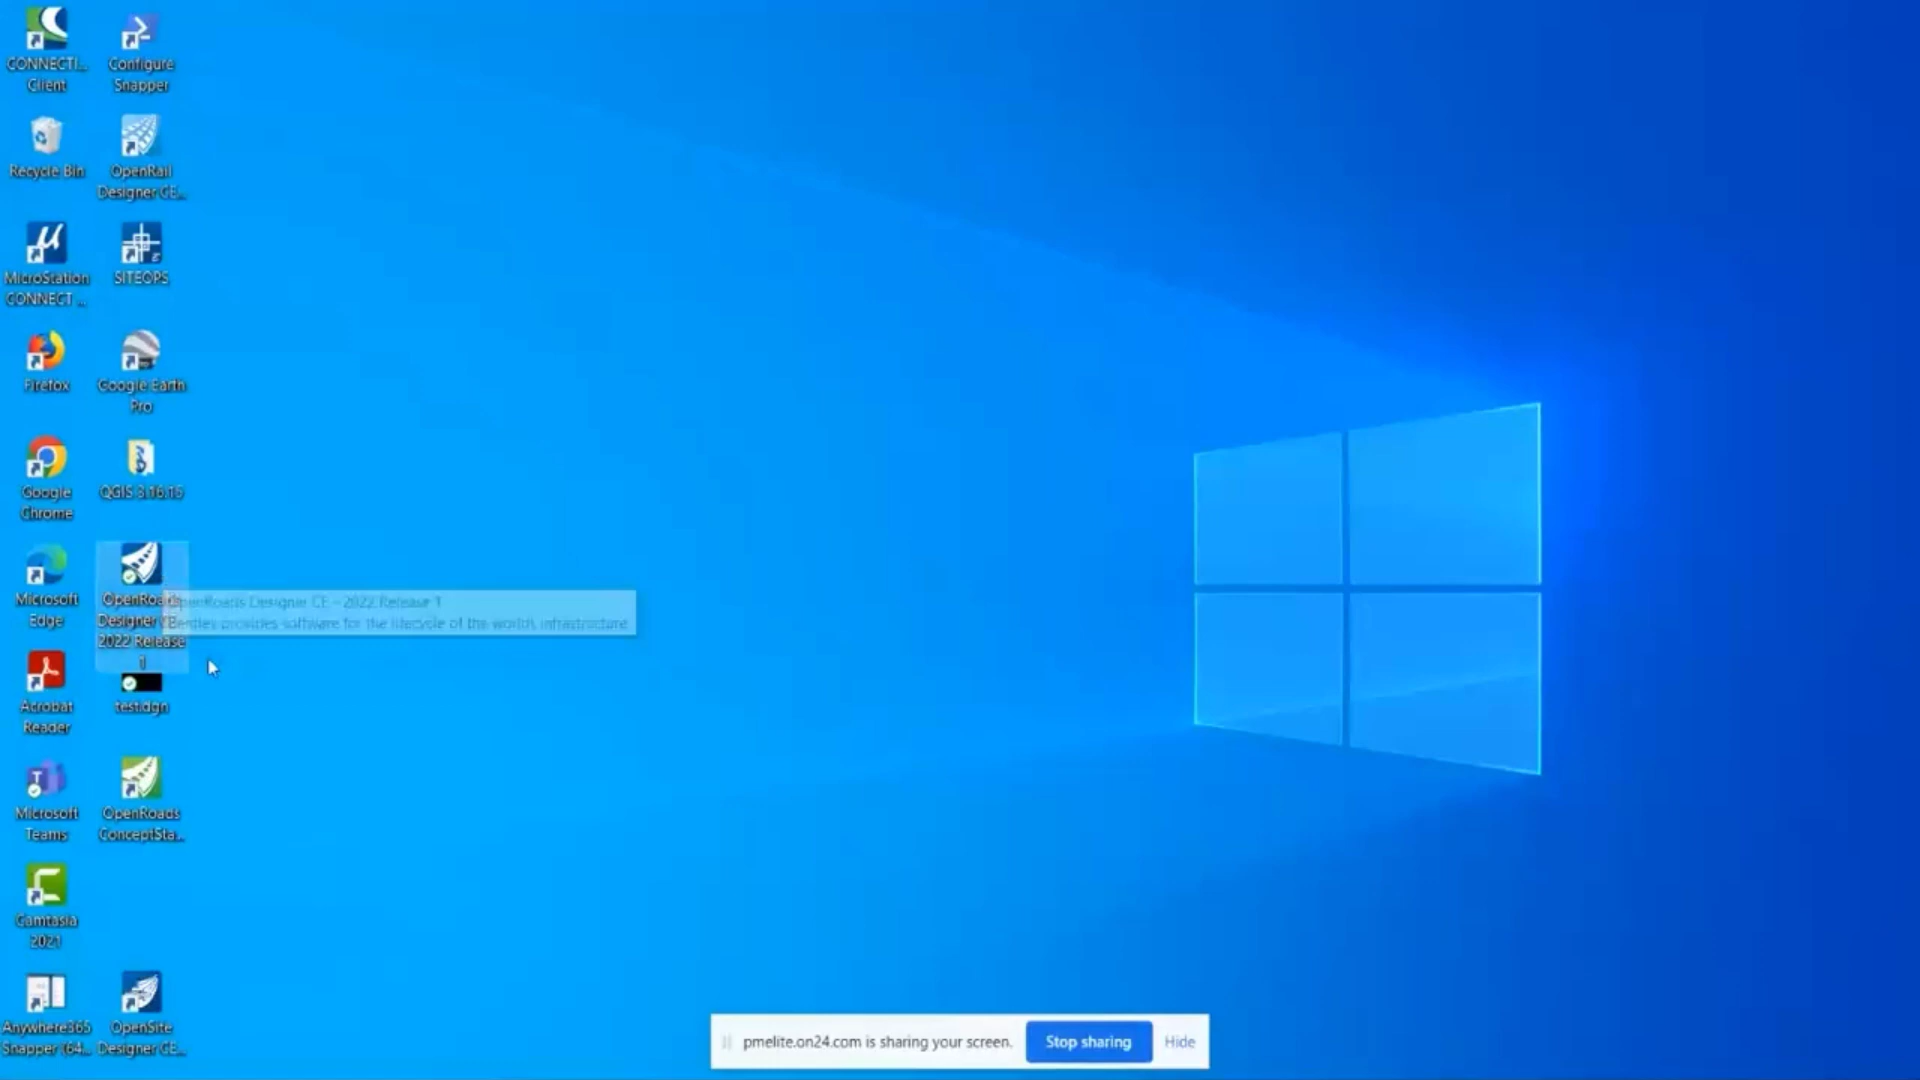 CONNECTI...
Client
Configure
Snapper
Recycle Bin
OpenRail
Designer CE...
MicroStation
CONNECT ...
SITEOPS
Firefox
Google Earth
Pro
Google
Chrome
QGIS 3.16.15
Microsoft
Edge
OpenRoads
Designer CE
2022 Release
1
OpenRoads Designer CE - 2022 Release 1
Bentley provides software for the lifecycle of the world's infrastructure
Acrobat
Reader
test.dgn
Microsoft
Teams
OpenRoads
ConceptSta...
Camtasia
2021
Anywhere365
Snapper (64...
OpenSite
Designer CE...
pmelite.on24.com is sharing your screen.
Stop sharing
Hide